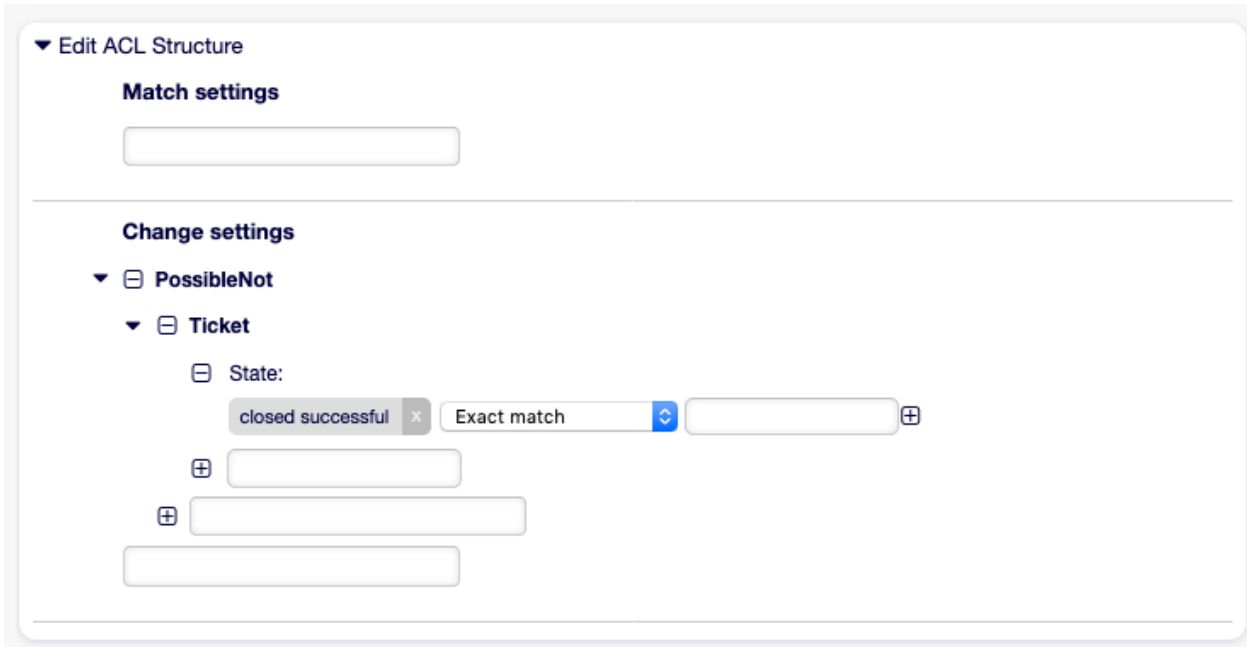 Edit ACL Structure
Match settings
Change settings
PossibleNot
Ticket
State:
closed successful x Exact match